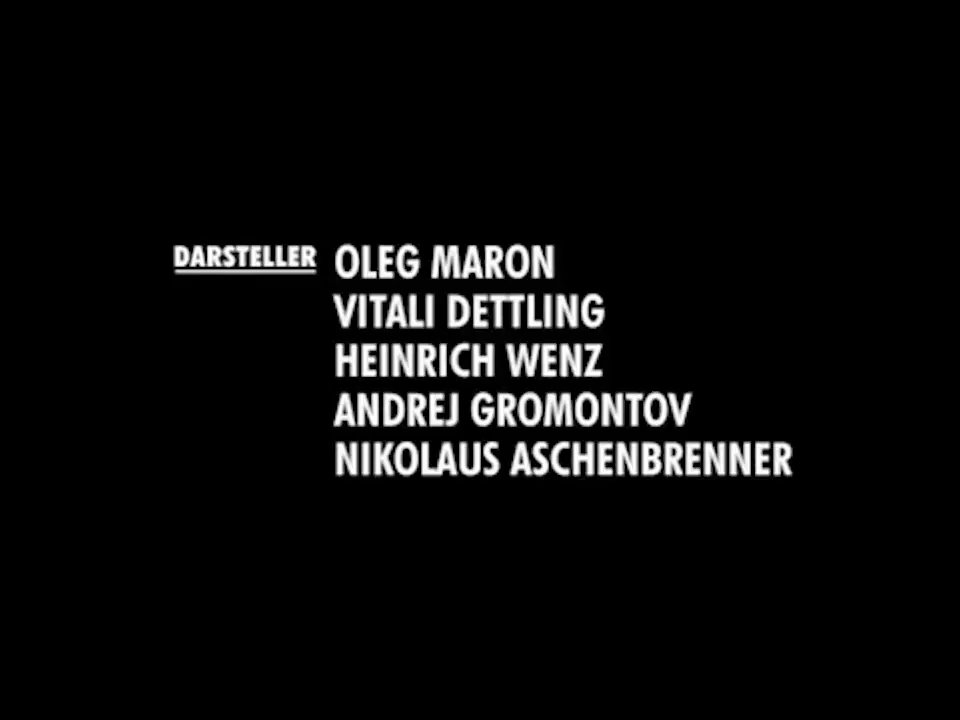 DARSTELLER OLEG MARON
VITALI DETTLING
HEINRICH WENZ
ANDREJ GROMONTOV
NIKOLAUS ASCHENBRENNER